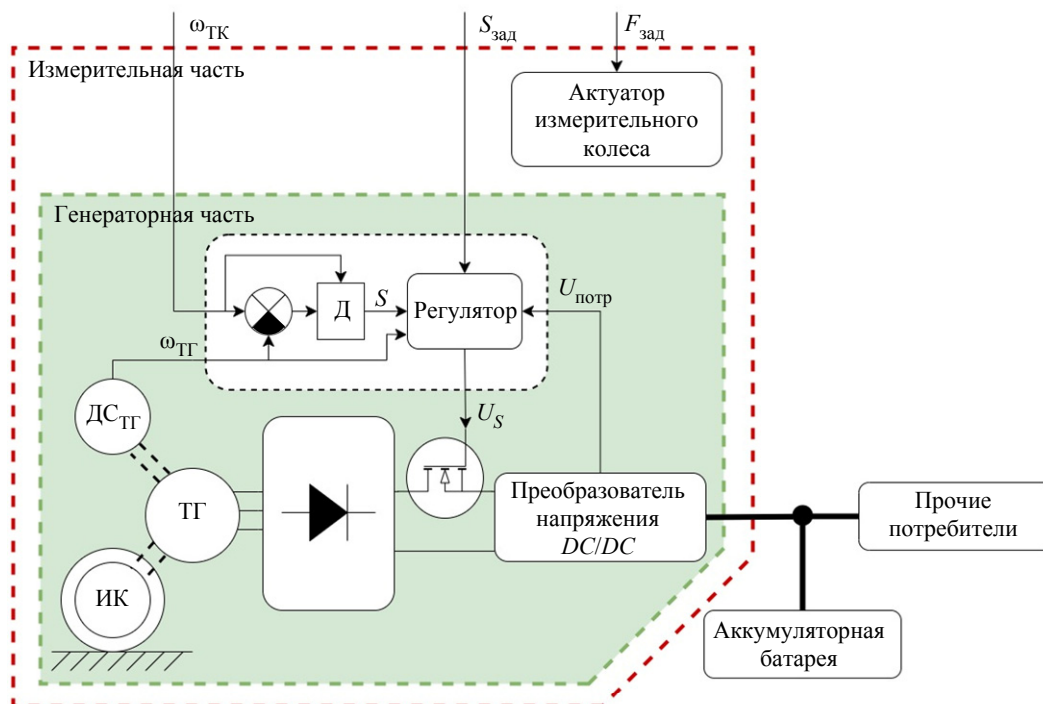 ω_ТК
S_зад
F_зад
Измерительная часть
Актуатор
измерительного
колеса
Генераторная часть
Д
S
Регулятор
U_потр
ω_ТГ
ДС_ТГ
U_S
ТГ
Преобразователь
напряжения
DC/DC
Прочие
потребители
ИК
Аккумуляторная
батарея